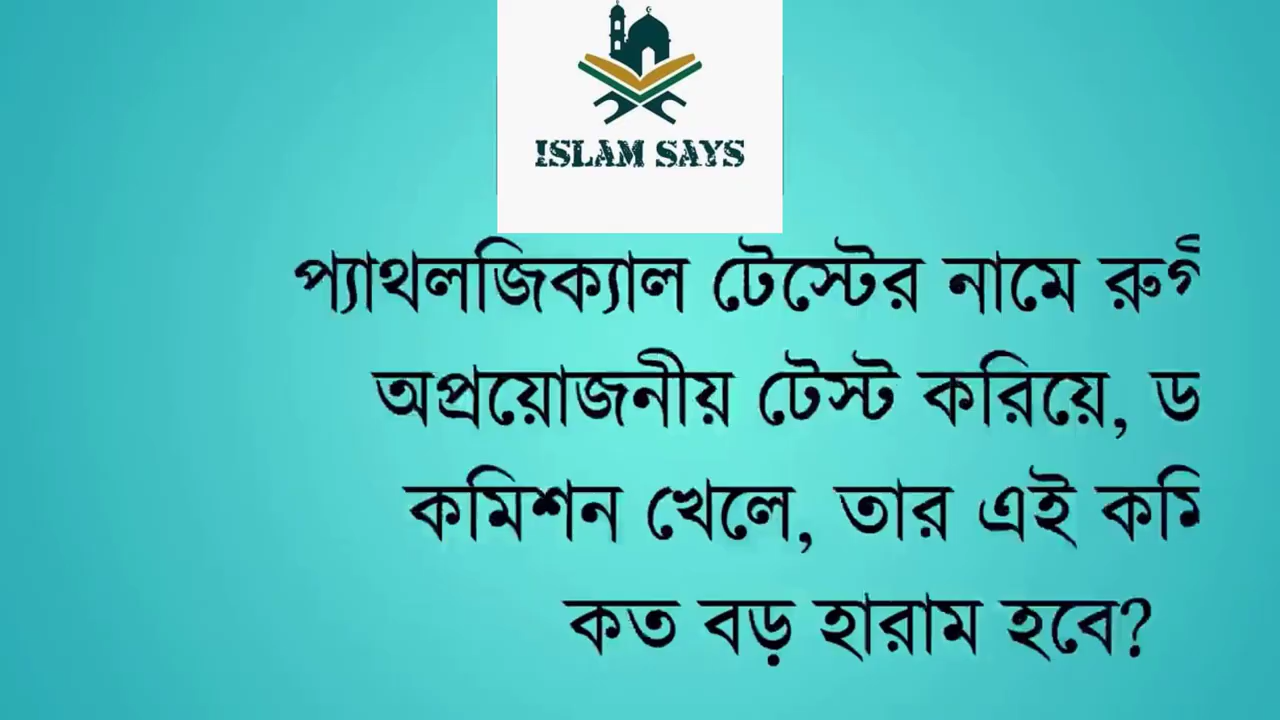 ISLAM SAYS
প্যাথলজিক্যাল টেস্টের নামে
অপ্রয়োজনীয় টেস্ট করিয়ে,
কমিশন খেলে, তার এই
কত বড় হারাম হবে?